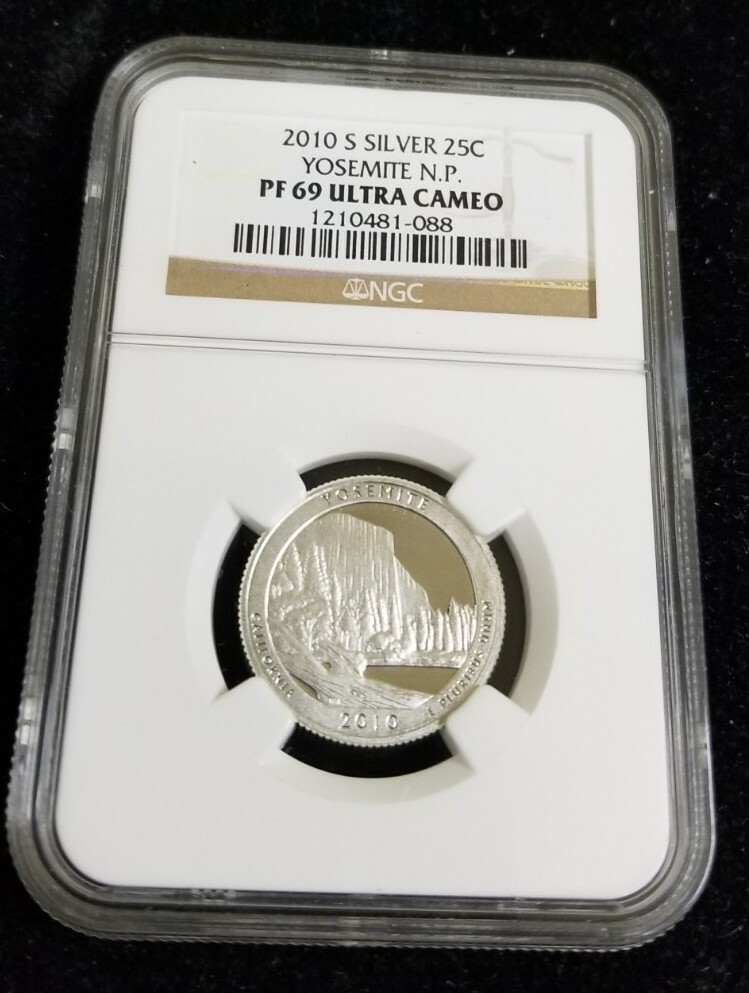 2010 S SILVER 25C
YOSEMITE N.P.
PF 69 ULTRA CAMEO
1210481-088
NGC
YOSEMITE
CALIFORNIA
2010
E PLURIBUS UNUM